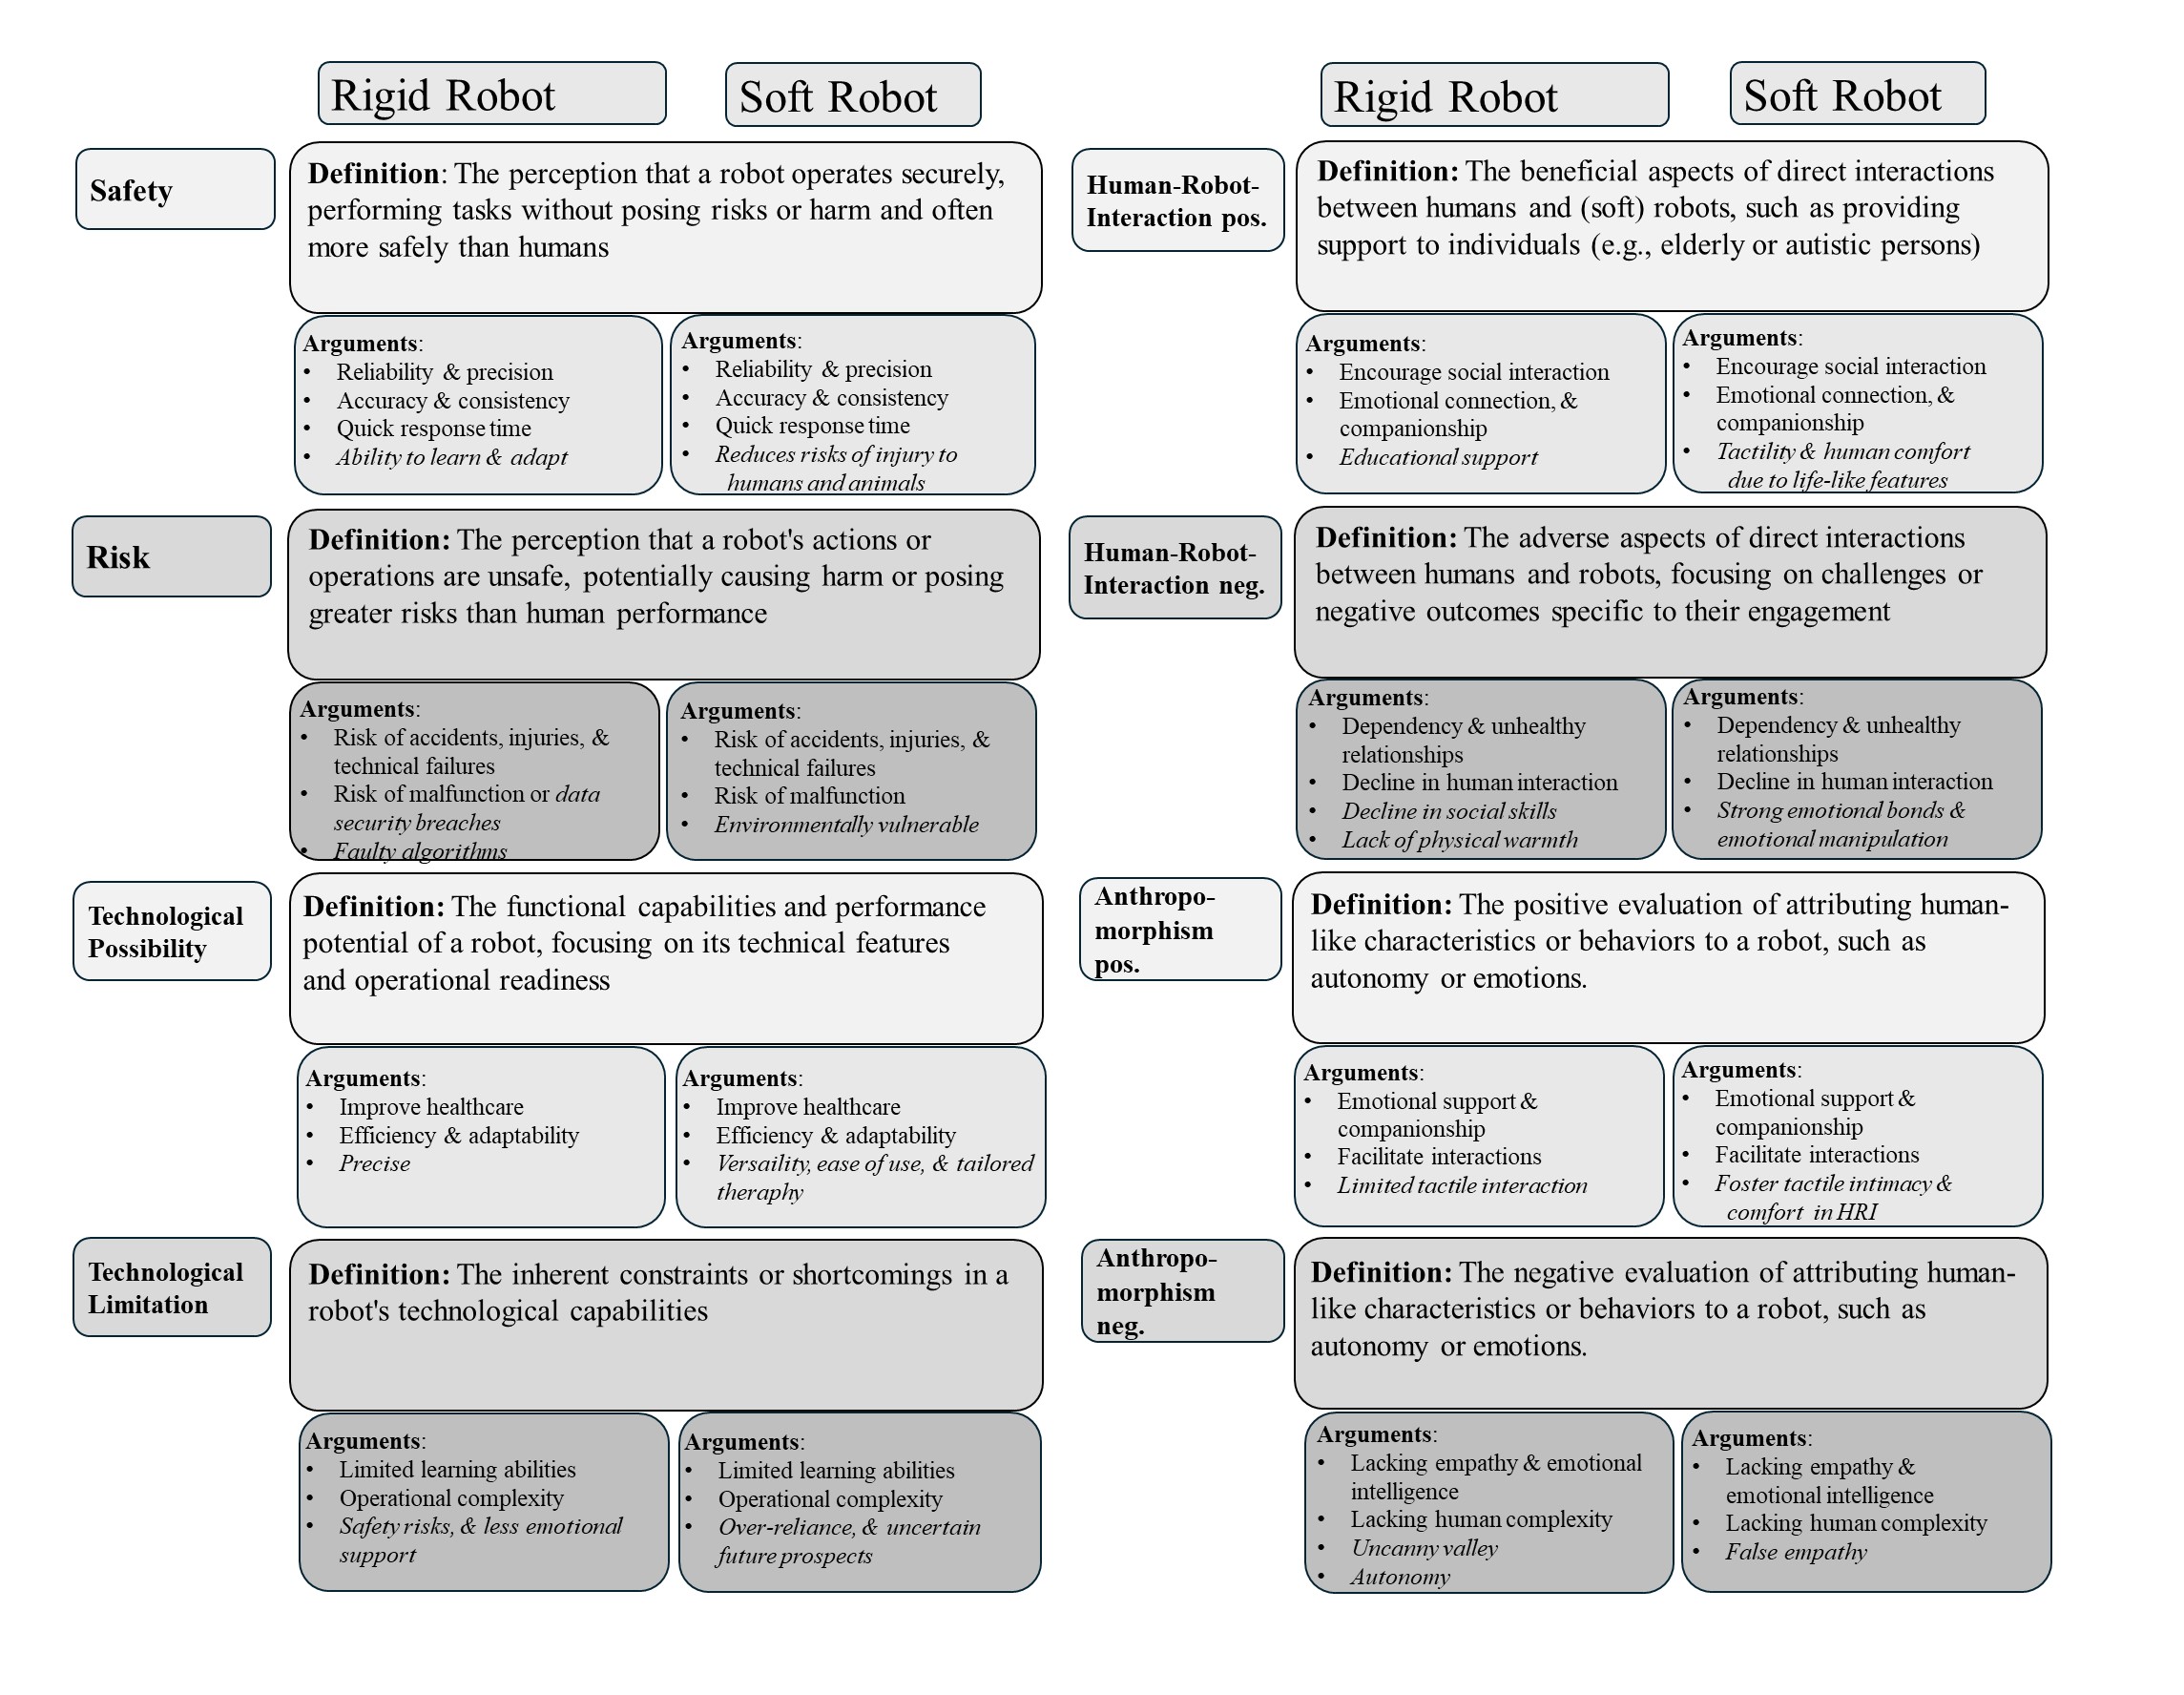 Rigid Robot
Soft Robot
Safety
Definition: The perception that a robot operates securely,
performing tasks without posing risks or harm and often
more safely than humans
Arguments:
• Reliability & precision
• Accuracy & consistency
• Quick response time
• Ability to learn & adapt
Arguments:
• Reliability & precision
• Accuracy & consistency
• Quick response time
• Reduces risks of injury to
humans and animals
Risk
Definition: The perception that a robot's actions or
operations are unsafe, potentially causing harm or posing
greater risks than human performance
Arguments:
• Risk of accidents, injuries, &
technical failures
• Risk of malfunction or data
security breaches
• Faulty algorithms
Arguments:
• Risk of accidents, injuries, &
technical failures
• Risk of malfunction
• Environmentally vulnerable
Technological
Possibility
Definition: The functional capabilities and performance
potential of a robot, focusing on its technical features
and operational readiness
Arguments:
• Improve healthcare
• Efficiency & adaptability
• Precise
Arguments:
• Improve healthcare
• Efficiency & adaptability
• Versaility, ease of use, & tailored
theraphy
Technological
Limitation
Definition: The inherent constraints or shortcomings in a
robot's technological capabilities
Arguments:
• Limited learning abilities
• Operational complexity
• Safety risks, & less emotional
support
Arguments:
• Limited learning abilities
• Operational complexity
• Over-reliance, & uncertain
future prospects
Rigid Robot
Soft Robot
Human-Robot-
Interaction pos.
Definition: The beneficial aspects of direct interactions
between humans and (soft) robots, such as providing
support to individuals (e.g., elderly or autistic persons)
Arguments:
• Encourage social interaction
• Emotional connection, &
companionship
• Educational support
Arguments:
• Encourage social interaction
• Emotional connection, &
companionship
• Tactility & human comfort
due to life-like features
Human-Robot-
Interaction neg.
Definition: The adverse aspects of direct interactions
between humans and robots, focusing on challenges or
negative outcomes specific to their engagement
Arguments:
• Dependency & unhealthy
relationships
• Decline in human interaction
• Decline in social skills
• Lack of physical warmth
Arguments:
• Dependency & unhealthy
relationships
• Decline in human interaction
• Strong emotional bonds &
emotional manipulation
Anthropo-
morphism
pos.
Definition: The positive evaluation of attributing human-
like characteristics or behaviors to a robot, such as
autonomy or emotions.
Arguments:
• Emotional support &
companionship
• Facilitate interactions
• Limited tactile interaction
Arguments:
• Emotional support &
companionship
• Facilitate interactions
• Foster tactile intimacy &
comfort in HRI
Anthropo-
morphism
neg.
Definition: The negative evaluation of attributing human-
like characteristics or behaviors to a robot, such as
autonomy or emotions.
Arguments:
• Lacking empathy & emotional
intelligence
• Lacking human complexity
• Uncanny valley
• Autonomy
Arguments:
• Lacking empathy &
emotional intelligence
• Lacking human complexity
• False empathy